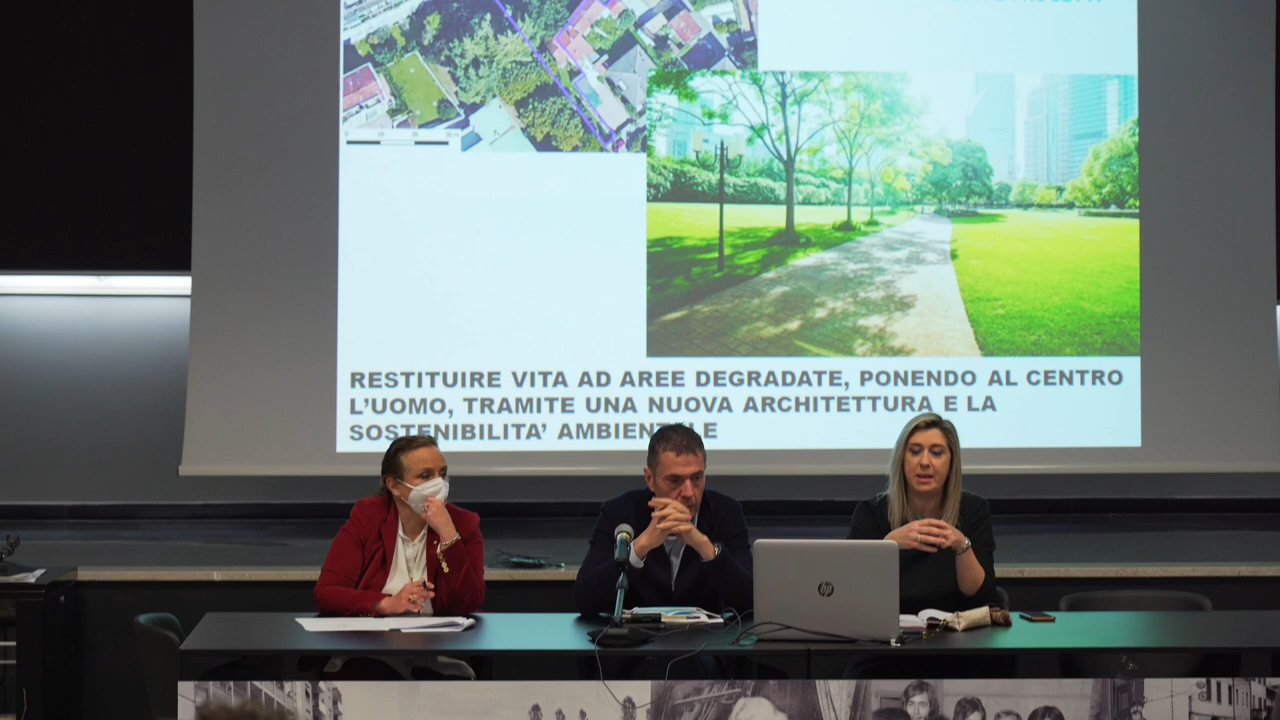 RESTITUIRE VITA AD AREE DEGRADATE, PONENDO AL CENTRO
L'UOMO, TRAMITE UNA NUOVA ARCHITETTURA E LA
SOSTENIBILITA' AMBIENTALE
hp